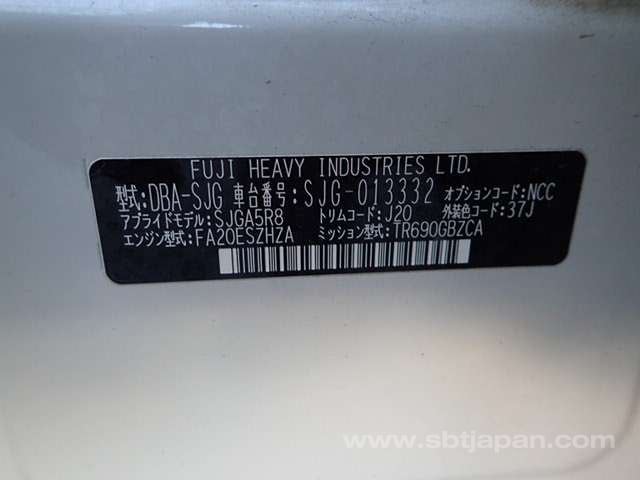 FUJI HEAVY INDUSTRIES LTD.
型式:DBA-SJG 車台番号:SJG-013332 オプションコード:NCC
アプライドモデル:SJGA5R8 トリムコード:J20 外装色コード:37J
エンジン型式:FA20ESZHZA ミッション型式:TR690GBZCA
www.sbtjapan.com